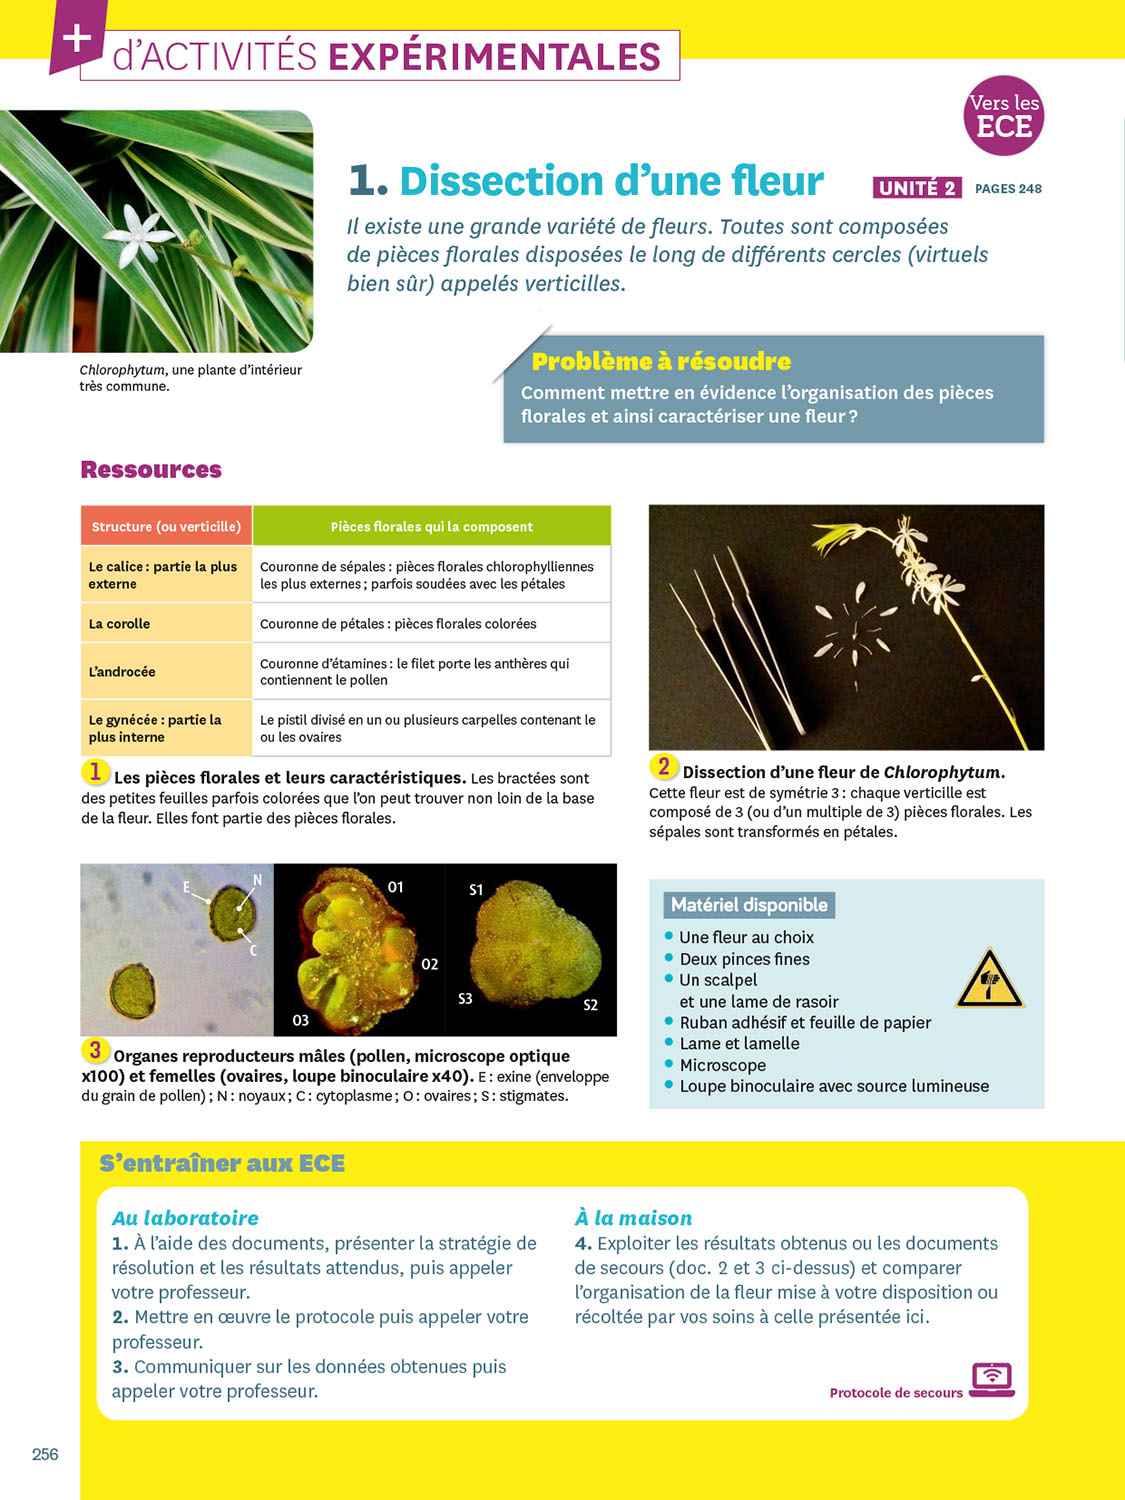 +
d'ACTIVITÉS EXPÉRIMENTALES
Vers les
ECE
1. Dissection d'une fleur
UNITÉ 2 PAGES 248
Il existe une grande variété de fleurs. Toutes sont composées
de pièces florales disposées le long de différents cercles (virtuels
bien sûr) appelés verticilles.
Chlorophytum, une plante d'intérieur
très commune.
Problème à résoudre
Comment mettre en évidence l'organisation des pièces
florales et ainsi caractériser une fleur ?
Ressources
Structure (ou verticille)
Pièces florales qui la composent
Le calice : partie la plus
externe
Couronne de sépales : pièces florales chlorophylliennes
les plus externes ; parfois soudées avec les pétales
La corolle
Couronne de pétales : pièces florales colorées
L'androcée
Couronne d'étamines : le filet porte les anthères qui
contiennent le pollen
Le gynécée : partie la
plus interne
Le pistil divisé en un ou plusieurs carpelles contenant le
ou les ovaires
1 Les pièces florales et leurs caractéristiques. Les bractées sont
des petites feuilles parfois colorées que l'on peut trouver non loin de la base
de la fleur. Elles font partie des pièces florales.
2 Dissection d'une fleur de Chlorophytum.
Cette fleur est de symétrie 3 : chaque verticille est
composé de 3 (ou d'un multiple de 3) pièces florales. Les
sépales sont transformés en pétales.
E
N
C
O1
O2
O3
S1
S3
S2
3 Organes reproducteurs mâles (pollen, microscope optique
x100) et femelles (ovaires, loupe binoculaire x40). E : exine (enveloppe
du grain de pollen) ; N : noyaux ; C : cytoplasme ; O : ovaires ; S : stigmates.
Matériel disponible
• Une fleur au choix
• Deux pinces fines
• Un scalpel
et une lame de rasoir
• Ruban adhésif et feuille de papier
• Lame et lamelle
• Microscope
• Loupe binoculaire avec source lumineuse
S'entraîner aux ECE
Au laboratoire
1. À l'aide des documents, présenter la stratégie de
résolution et les résultats attendus, puis appeler
votre professeur.
2. Mettre en œuvre le protocole puis appeler votre
professeur.
3. Communiquer sur les données obtenues puis
appeler votre professeur.
À la maison
4. Exploiter les résultats obtenus ou les documents
de secours (doc. 2 et 3 ci-dessus) et comparer
l'organisation de la fleur mise à votre disposition ou
récoltée par vos soins à celle présentée ici.
Protocole de secours
256